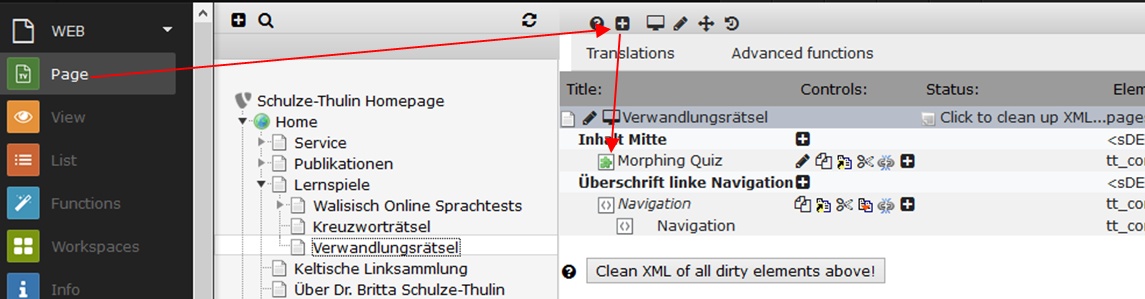 WEB
Page
View
List
Functions
Workspaces
Info
Schulze-Thulin Homepage
Home
Service
Publikationen
Lernspiele
Walisisch Online Sprachtests
Kreuzworträtsel
Verwandlungsrätsel
Keltische Linksammlung
Über Dr. Britta Schulze-Thulin
Translations Advanced functions
Title: Controls: Status: Elem
Verwandlungsrätsel Click to clean up XML...page
Inhalt Mitte <sDE
Morphing Quiz tt_co
Überschrift linke Navigation <sDE
Navigation tt_co
Navigation tt_co
Clean XML of all dirty elements above!